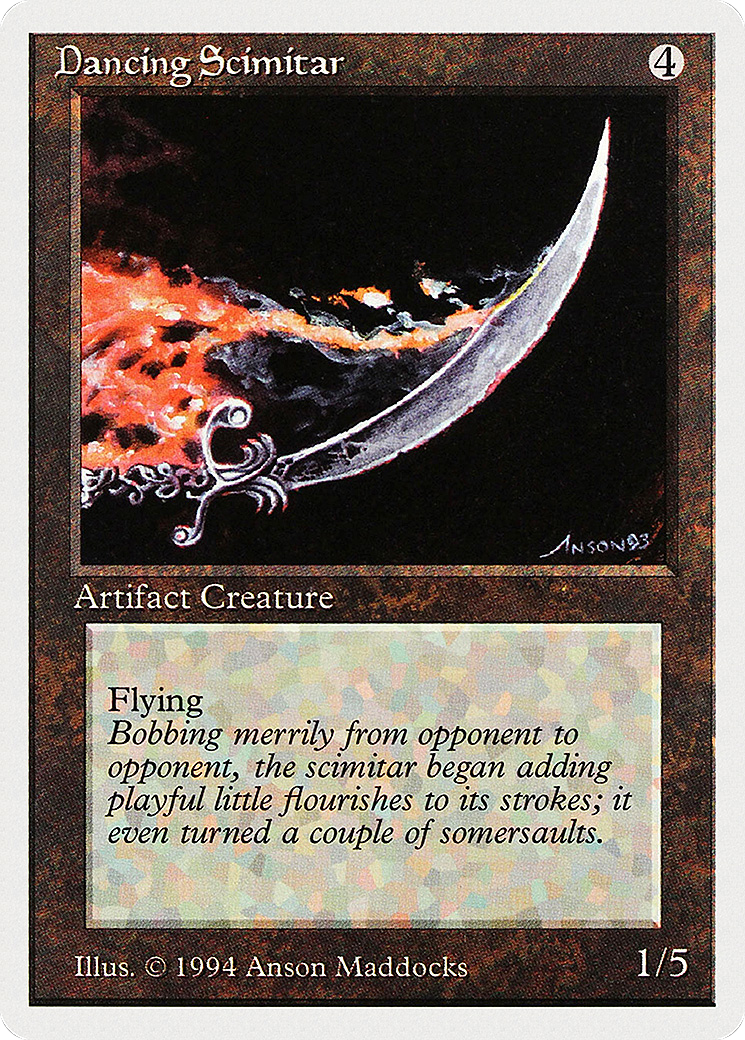 Dancing Scimitar
4
ANSON93
Artifact Creature
Flying
Bobbing merrily from opponent to
opponent, the scimitar began adding
playful little flourishes to its strokes; it
even turned a couple of somersaults.
Illus. © 1994 Anson Maddocks
1/5